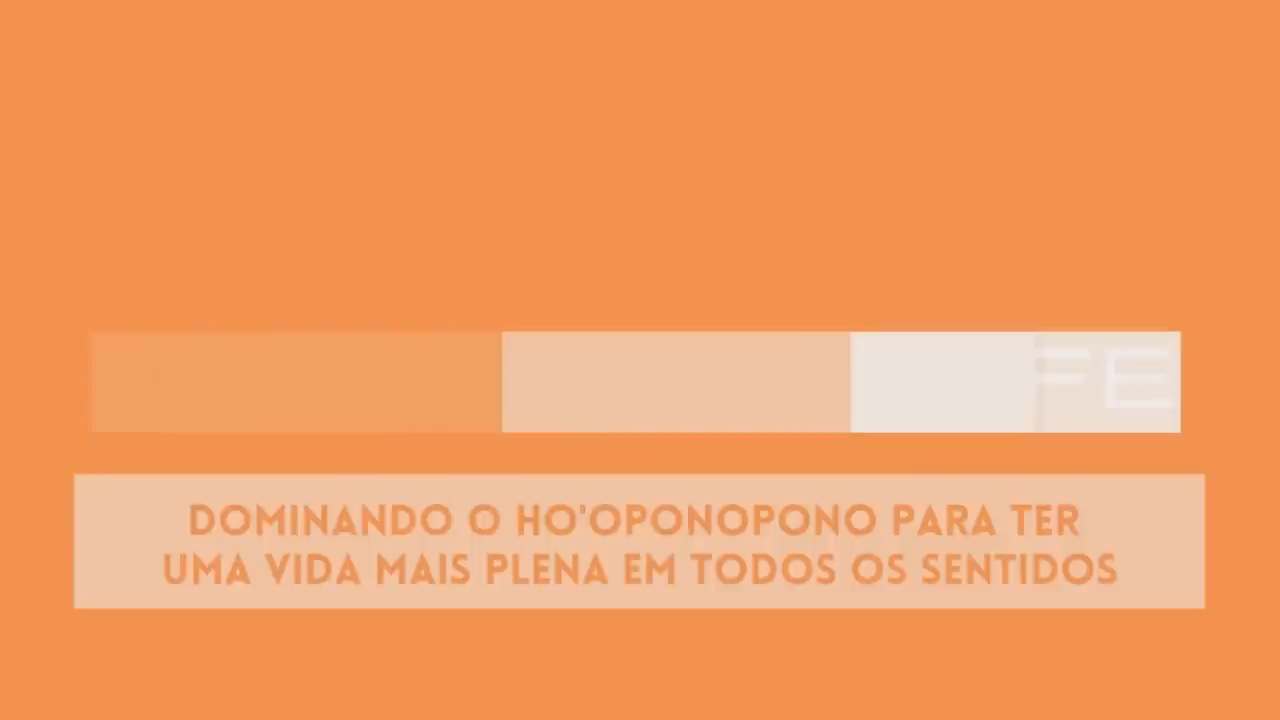 DOMINANDO O HO'OPONOPONO PARA TER
UMA VIDA MAIS PLENA EM TODOS OS SENTIDOS